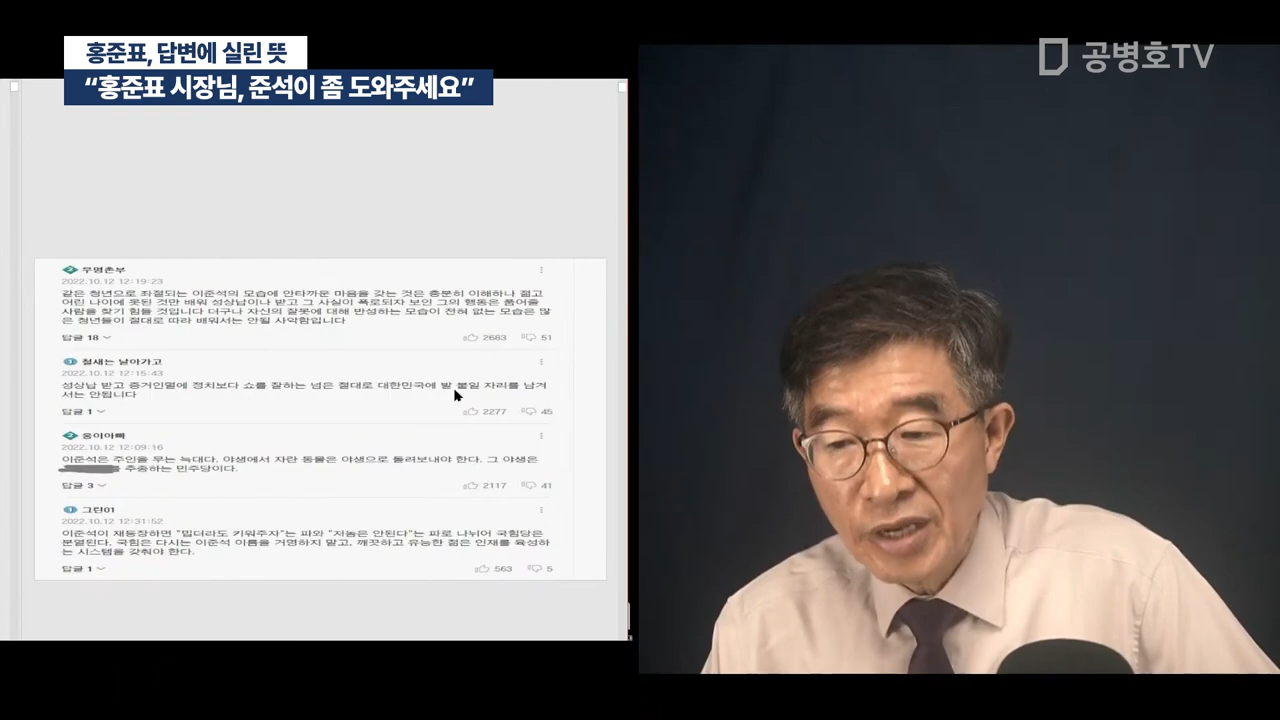 홍준표, 답변에 실린 뜻
“홍준표 시장님, 준석이 좀 도와주세요”
공병호TV
2 무명촌부
2022.10.12 12:19:23
같은 청년으로 좌절되는 이준석의 모습에 안타까운 마음을 갖는 것은 충분히 이해하나 젊고
어린 나이에 못된 것만 배워 성상납이나 받고 그 사실이 폭로되자 보인 그의 행동은 품어줄
사람을 찾기 힘들 것입니다 더구나 자신의 잘못에 대해 반성하는 모습이 전혀 없는 모습은 많
은 청년들이 절대로 따라 배워서는 안될 사악함입니다
답글 18
2683 51
1 철새는 날아가고
2022.10.12 12:15:43
성상납 받고 증거인멸에 정치보다 쇼를 잘하는 넘은 절대로 대한민국에 발 붙일 자리를 남겨
서는 안됩니다
답글 1
2277 45
2 웅이아빠
2022.10.12 12:09:16
이준석은 주인을 무는 늑대다. 야생에서 자란 동물은 야생으로 돌려보내야 한다. 그 야생은
추종하는 민주당이다.
답글 3
2117 41
1 그린이
2022.10.12 12:31:52
이준석이 재등장하면 "밉더라도 키워주자"는 파와 "저놈은 안된다"는 파로 나뉘어 국힘당은
분열된다. 국힘은 다시는 이준석 이름을 거명하지 말고, 깨끗하고 유능한 젊은 인재를 육성하
는 시스템을 갖춰야 한다.
답글 1
563 5